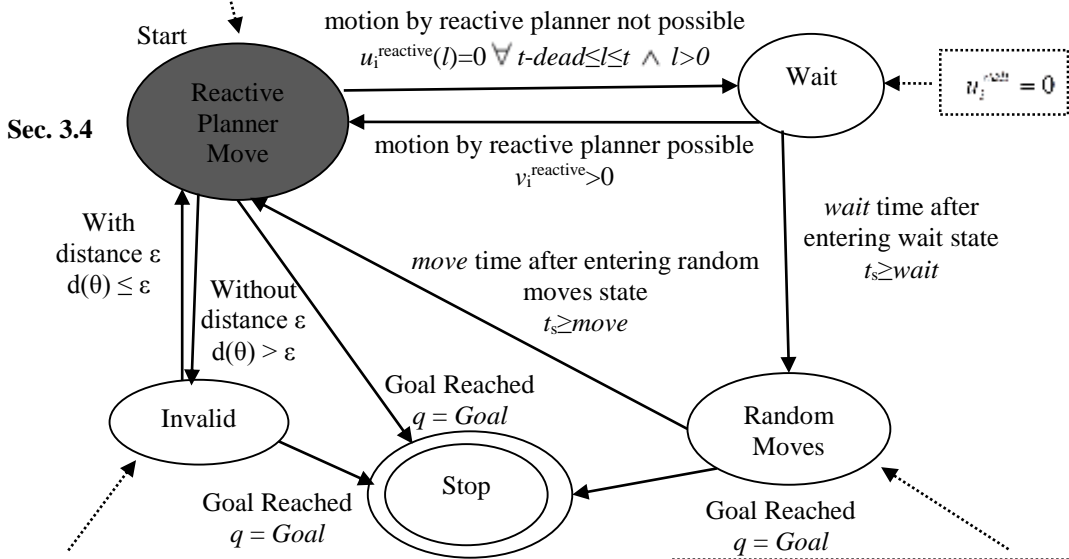 Start
motion by reactive planner not possible
u_i^reactive(l)=0 ∀ t-dead≤l≤t ∧ l>0
Wait
Reactive
Planner
Move
Sec. 3.4
motion by reactive planner possible
v_i^reactive>0
wait time after
entering wait state
t_s≥wait
With
distance ε
d(θ) ≤ ε
Without
distance ε
d(θ) > ε
move time after entering random
moves state
t_s≥move
Goal Reached
q = Goal
Invalid
Random
Moves
Stop
Goal Reached
q = Goal
Goal Reached
q = Goal
u_i^wait = 0